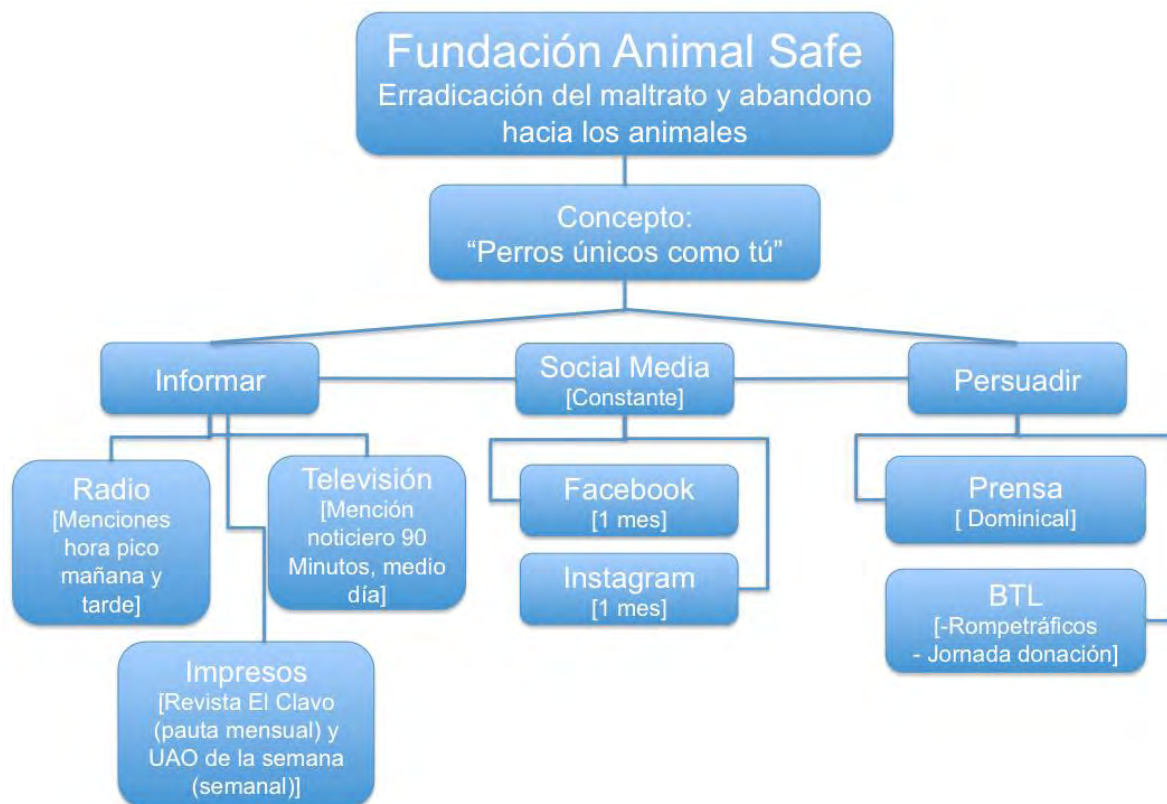 Fundación Animal Safe
Erradicación del maltrato y abandono
hacia los animales
Concepto:
“Perros únicos como tú”
Informar
Social Media
[Constante]
Persuadir
Radio
[Menciones
hora pico
mañana y
tarde]
Televisión
[Mención
noticiero 90
Minutos, medio
día]
Impresos
[Revista El Clavo
(pauta mensual) y
UAO de la semana
(semanal)]
Facebook
[1 mes]
Instagram
[1 mes]
Prensa
[ Dominical]
BTL
[-Rompetráficos
- Jornada donación]